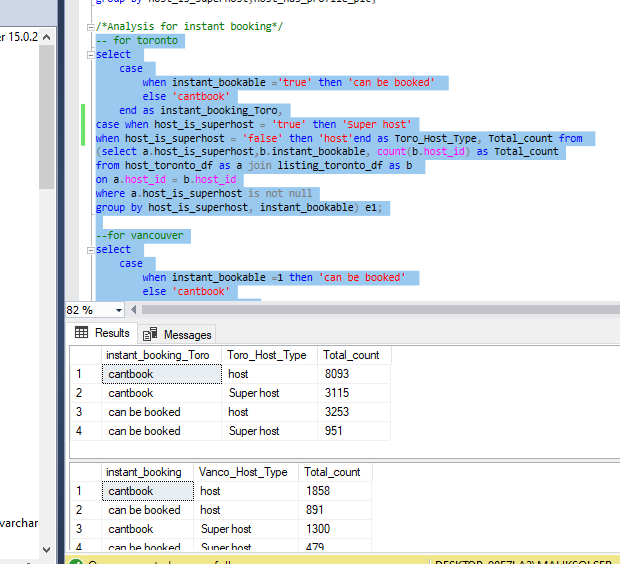 group by host_is_superhost,host_has_profile_pic;
er 15.0.2
/*Analysis for instant booking*/
-- for toronto
select
case
when instant_bookable ='true' then 'can be booked'
else 'cantbook'
end as instant_booking_Toro,
case when host_is_superhost = 'true' then 'Super host'
when host_is_superhost = 'false' then 'host'end as Toro_Host_Type, Total_count from
(select a.host_is_superhost,b.instant_bookable, count(b.host_id) as Total_count
from host_toronto_df as a join listing_toronto_df as b
on a.host_id = b.host_id
where a.host_is_superhost is not null
group by host_is_superhost, instant_bookable) e1;
--for vancouver
select
case
when instant_bookable =1 then 'can be booked'
else 'cantbook'
82 %
Results Messages
instant_booking_Toro Toro_Host_Type Total_count
1 cantbook host 8093
2 cantbook Super host 3115
3 can be booked host 3253
4 can be booked Super host 951
instant_booking Vanco_Host_Type Total_count
1 cantbook host 1858
2 can be booked host 891
3 cantbook Super host 1300
4 can be booked Super host 479
varchar